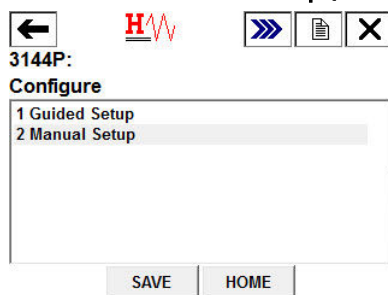 H
3144P:
Configure
1 Guided Setup
2 Manual Setup
SAVE HOME